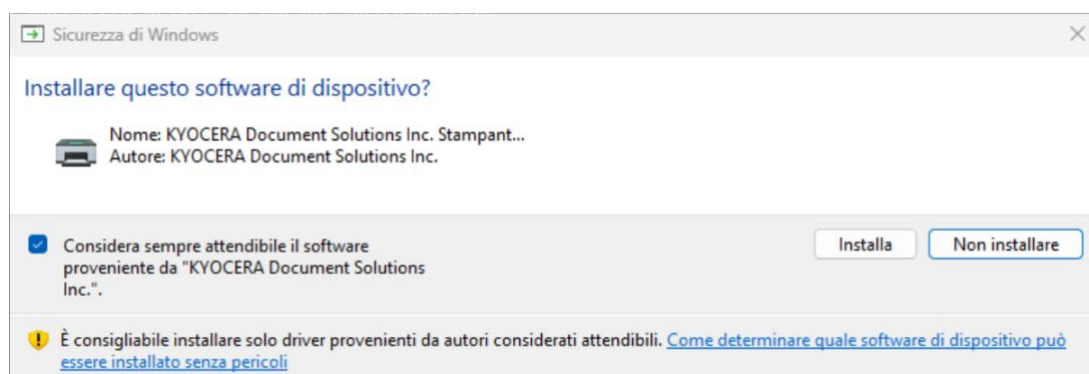 Sicurezza di Windows
Installare questo software di dispositivo?
Nome: KYOCERA Document Solutions Inc. Stampant...
Autore: KYOCERA Document Solutions Inc.
Considera sempre attendibile il software
proveniente da "KYOCERA Document Solutions
Inc.".
Installa
Non installare
È consigliabile installare solo driver provenienti da autori considerati attendibili. Come determinare quale software di dispositivo può
essere installato senza pericoli